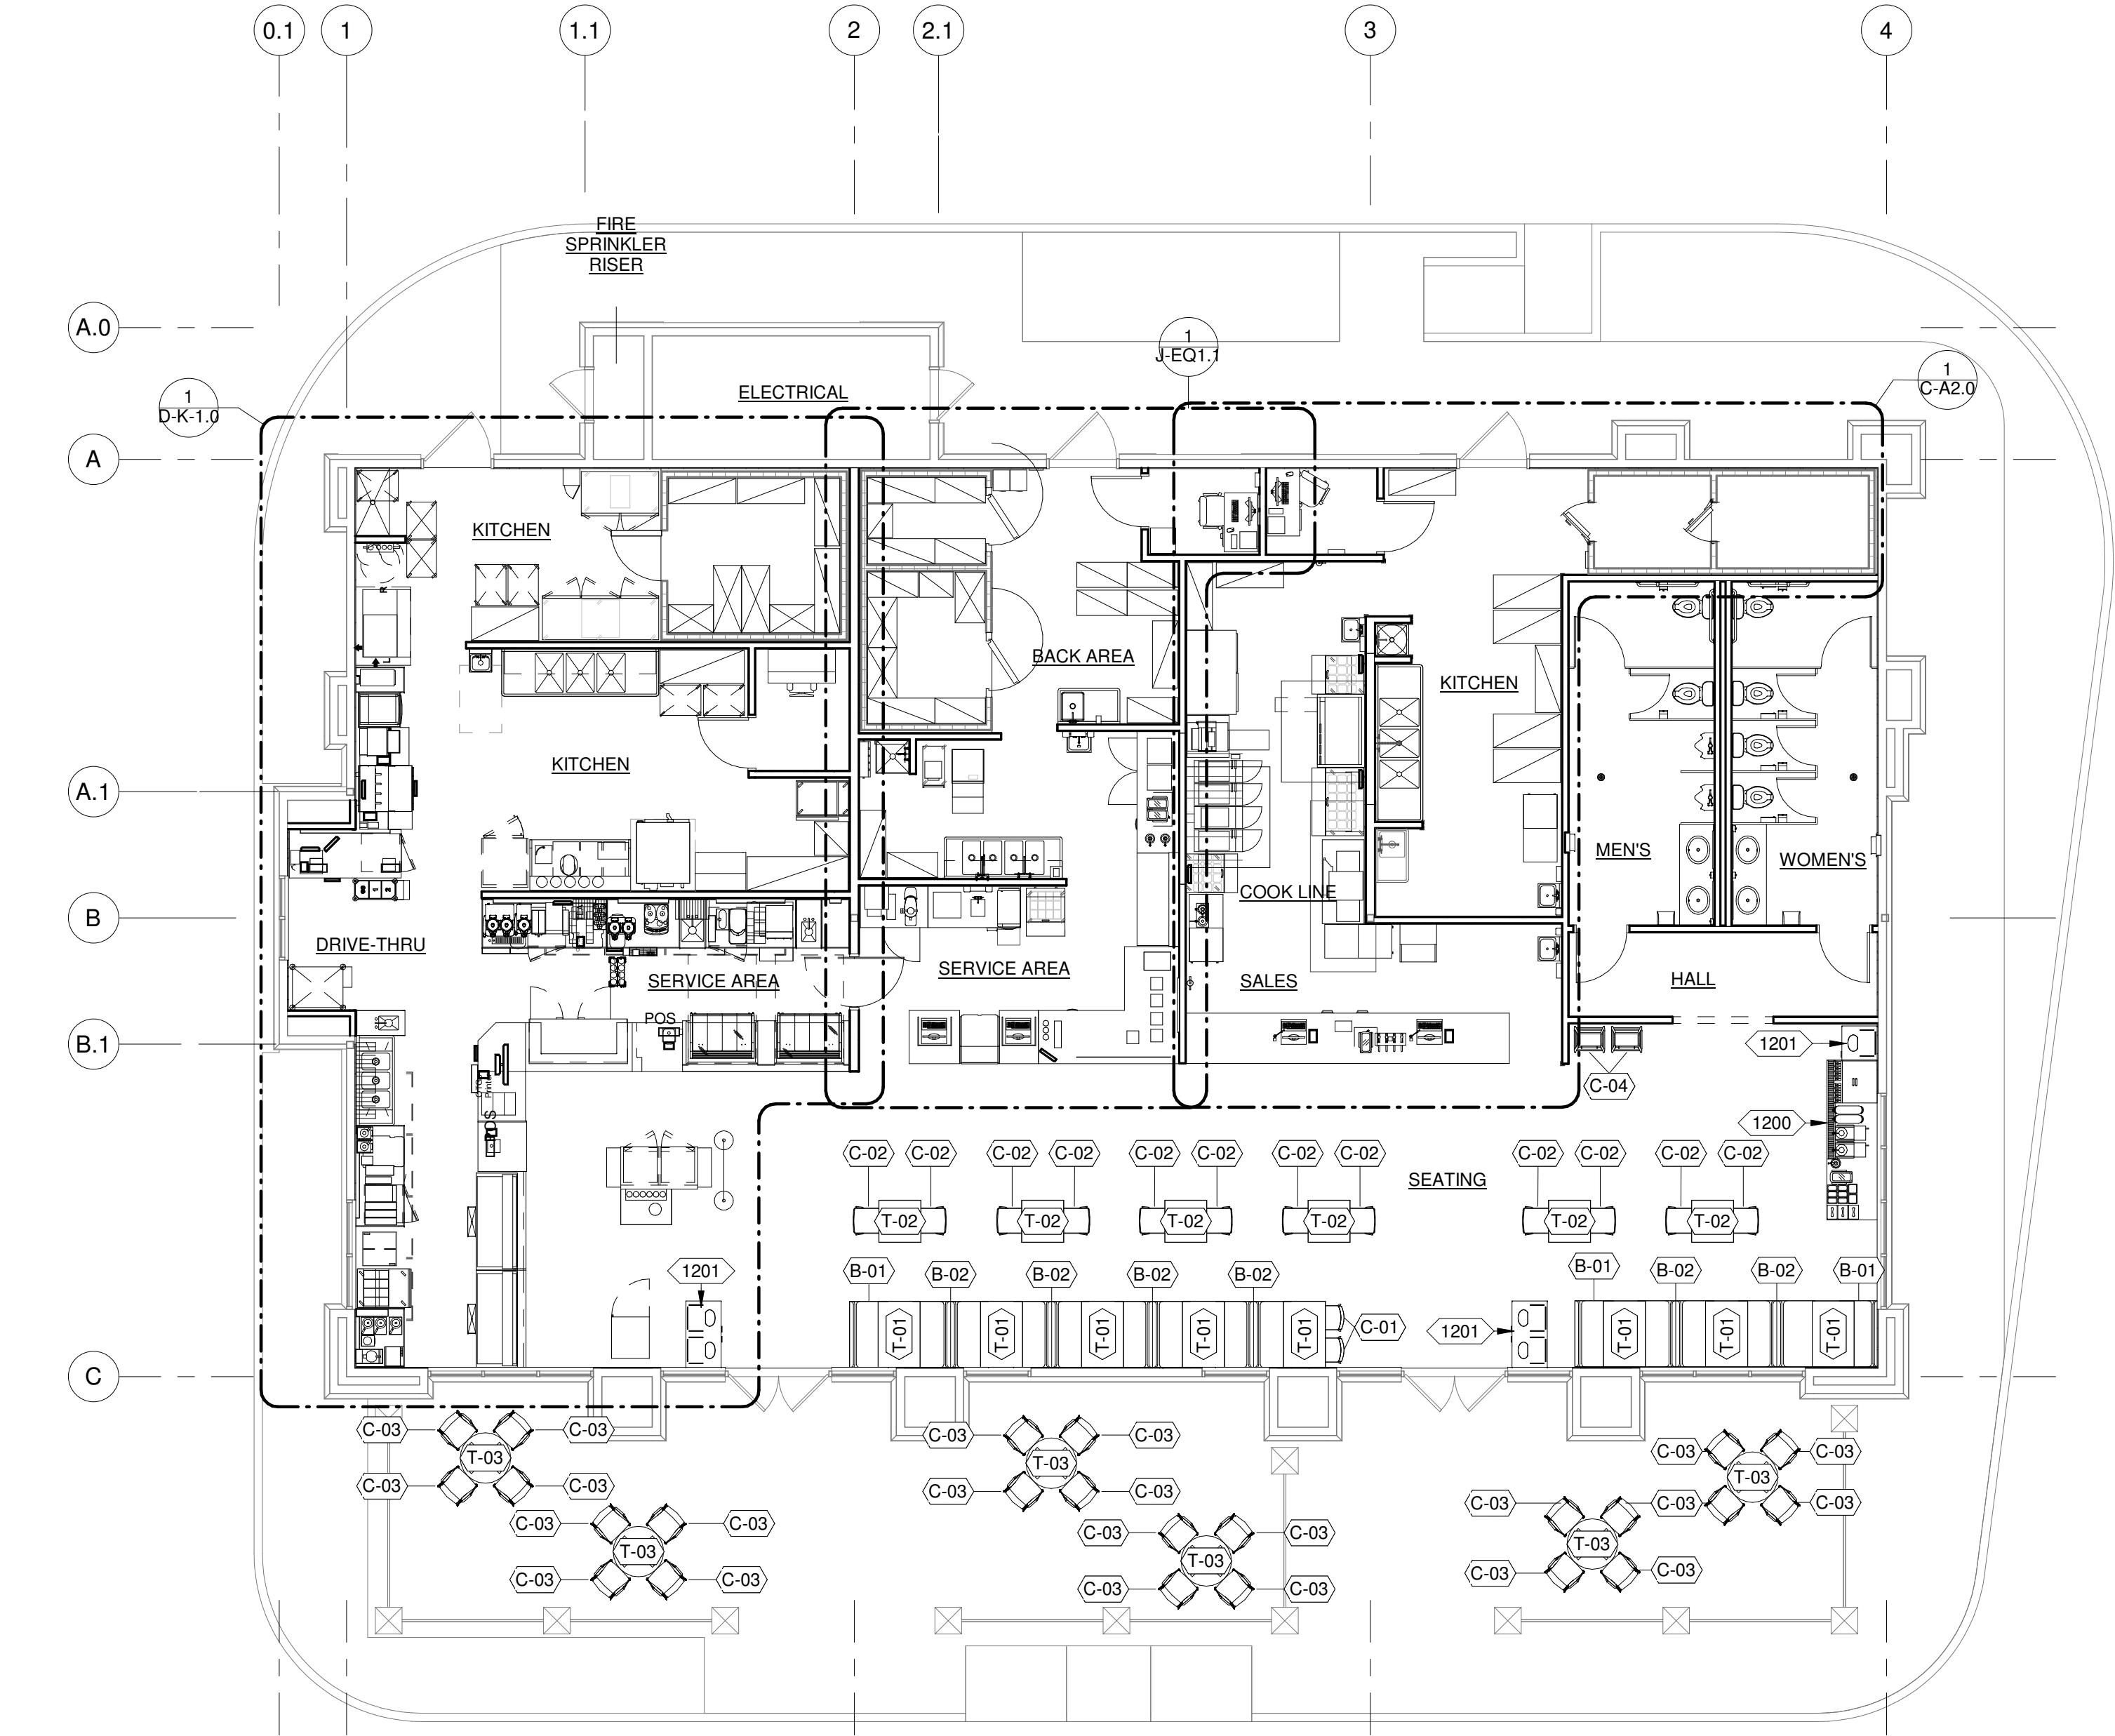 0.1
1
1.1
2
2.1
3
4
FIRE
SPRINKLER
RISER
A.0
1
J-EQ1.1
1
D-K-1.0
ELECTRICAL
1
C-A2.0
A
KITCHEN
BACK AREA
KITCHEN
KITCHEN
A.1
MEN'S
WOMEN'S
COOK LINE
B
DRIVE-THRU
SERVICE AREA
SERVICE AREA
SALES
HALL
POS
B.1
1201
C-04
1200
C-02
C-02
C-02
C-02
C-02
C-02
C-02
C-02
C-02
C-02
C-02
C-02
SEATING
T-02
T-02
T-02
T-02
T-02
T-02
1201
B-01
B-02
B-02
B-02
B-02
B-01
B-02
B-02
B-01
T-01
T-01
T-01
T-01
T-01
C-01
1201
T-01
T-01
T-01
C
C-03
C-03
C-03
C-03
C-03
C-03
T-03
T-03
T-03
C-03
C-03
C-03
C-03
C-03
C-03
C-03
C-03
C-03
C-03
C-03
T-03
T-03
T-03
C-03
C-03
C-03
C-03
C-03
C-03
C-03